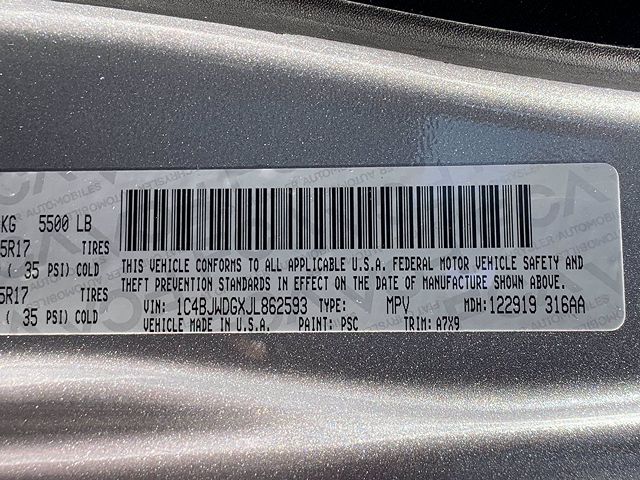 KG 5500 LB
5R17 TIRES
( 35 PSI) COLD
5R17 TIRES
( 35 PSI) COLD
THIS VEHICLE CONFORMS TO ALL APPLICABLE U.S.A. FEDERAL MOTOR VEHICLE SAFETY AND
THEFT PREVENTION STANDARDS IN EFFECT ON THE DATE OF MANUFACTURE SHOWN ABOVE.
VIN: 1C4BJWDGXJL862593 TYPE: MPV MDH: 122919 316AA
VEHICLE MADE IN U.S.A. PAINT: PSC TRIM: A7X9